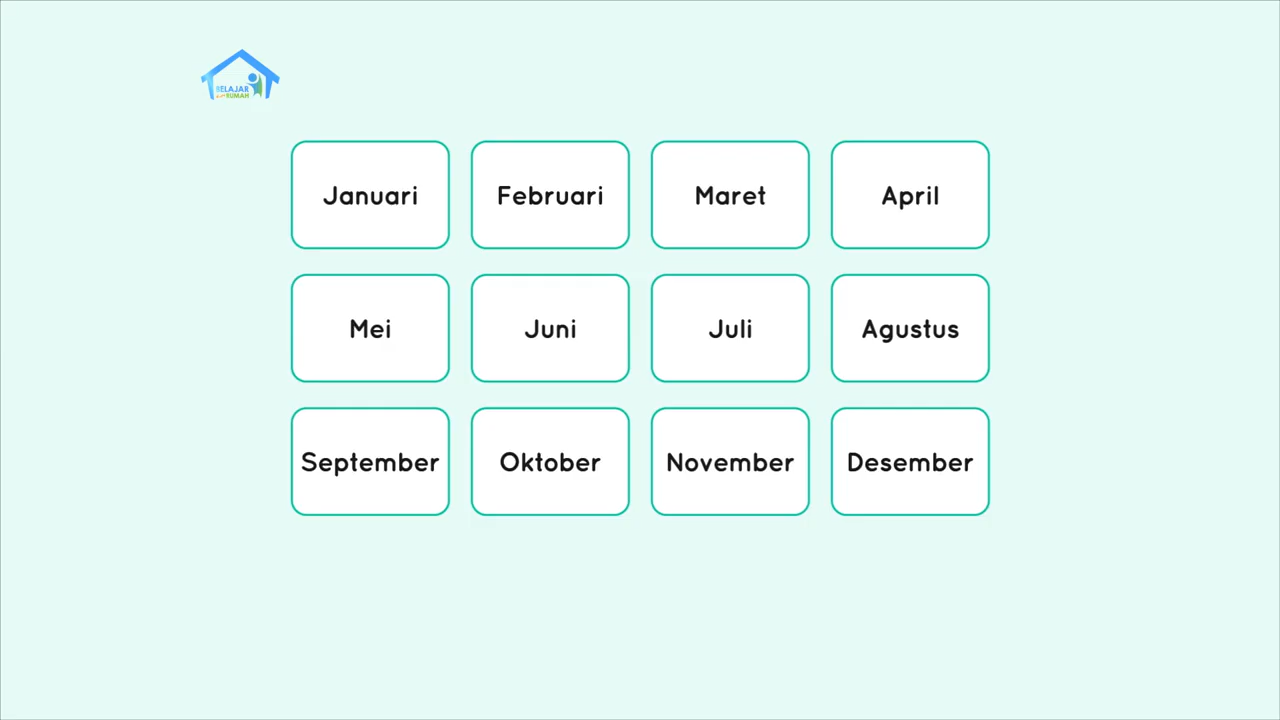 BELAJAR
RUMAH
Januari Februari Maret April
Mei Juni Juli Agustus
September Oktober November Desember